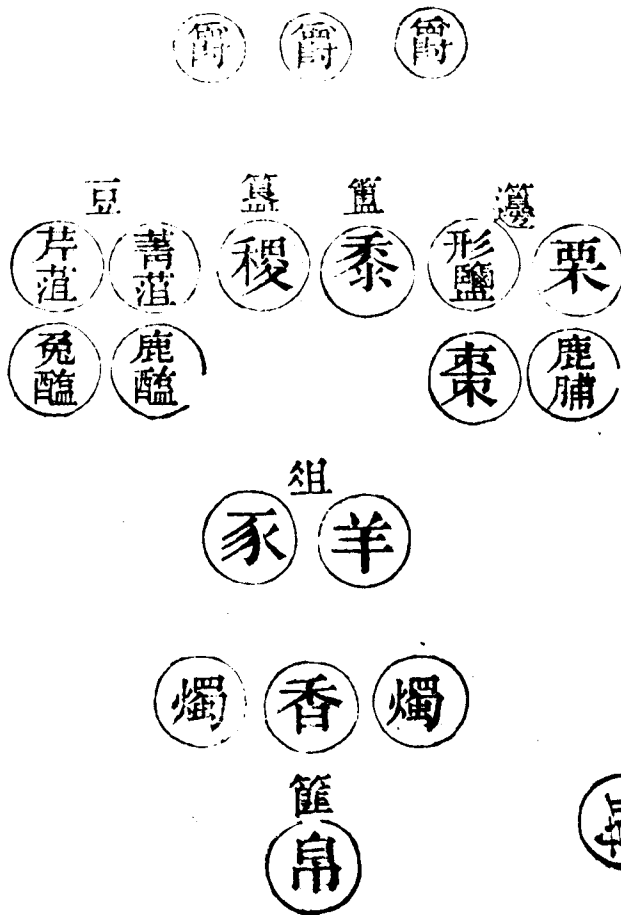 爵 爵 爵
豆 簋 簠 籩
芹菹 菁菹 稷 黍 形鹽 栗
兔醢 鹿醢 棗 鹿脯
俎
豕 羊
燭 香 燭
篚
帛